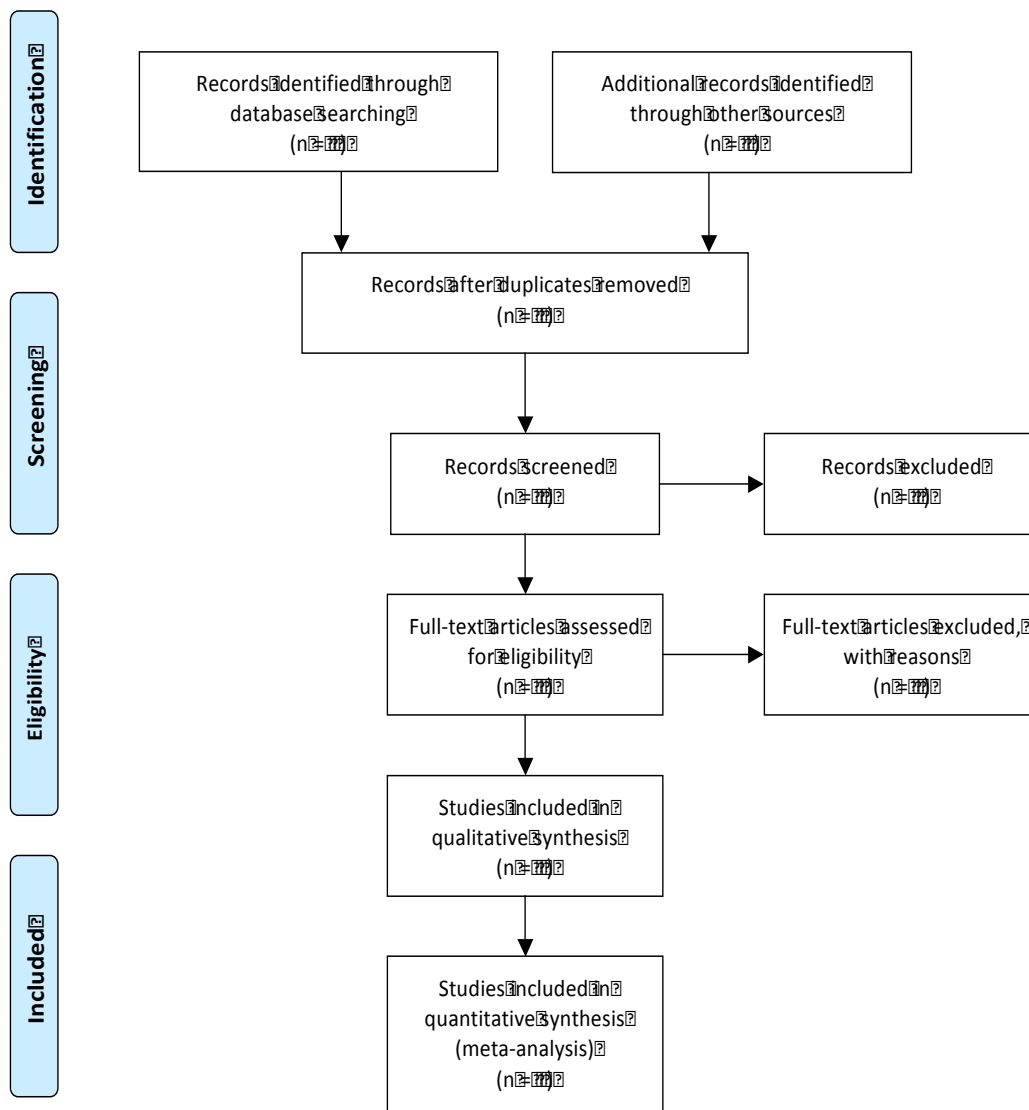 Identification
Records identified through
database searching
(n = )
Additional records identified
through other sources
(n = )
Records after duplicates removed
(n = )
Screening
Records screened
(n = )
Records excluded
(n = )
Eligibility
Full-text articles assessed
for eligibility
(n = )
Full-text articles excluded,
with reasons
(n = )
Studies included in
qualitative synthesis
(n = )
Included
Studies included in
quantitative synthesis
(meta-analysis)
(n = )